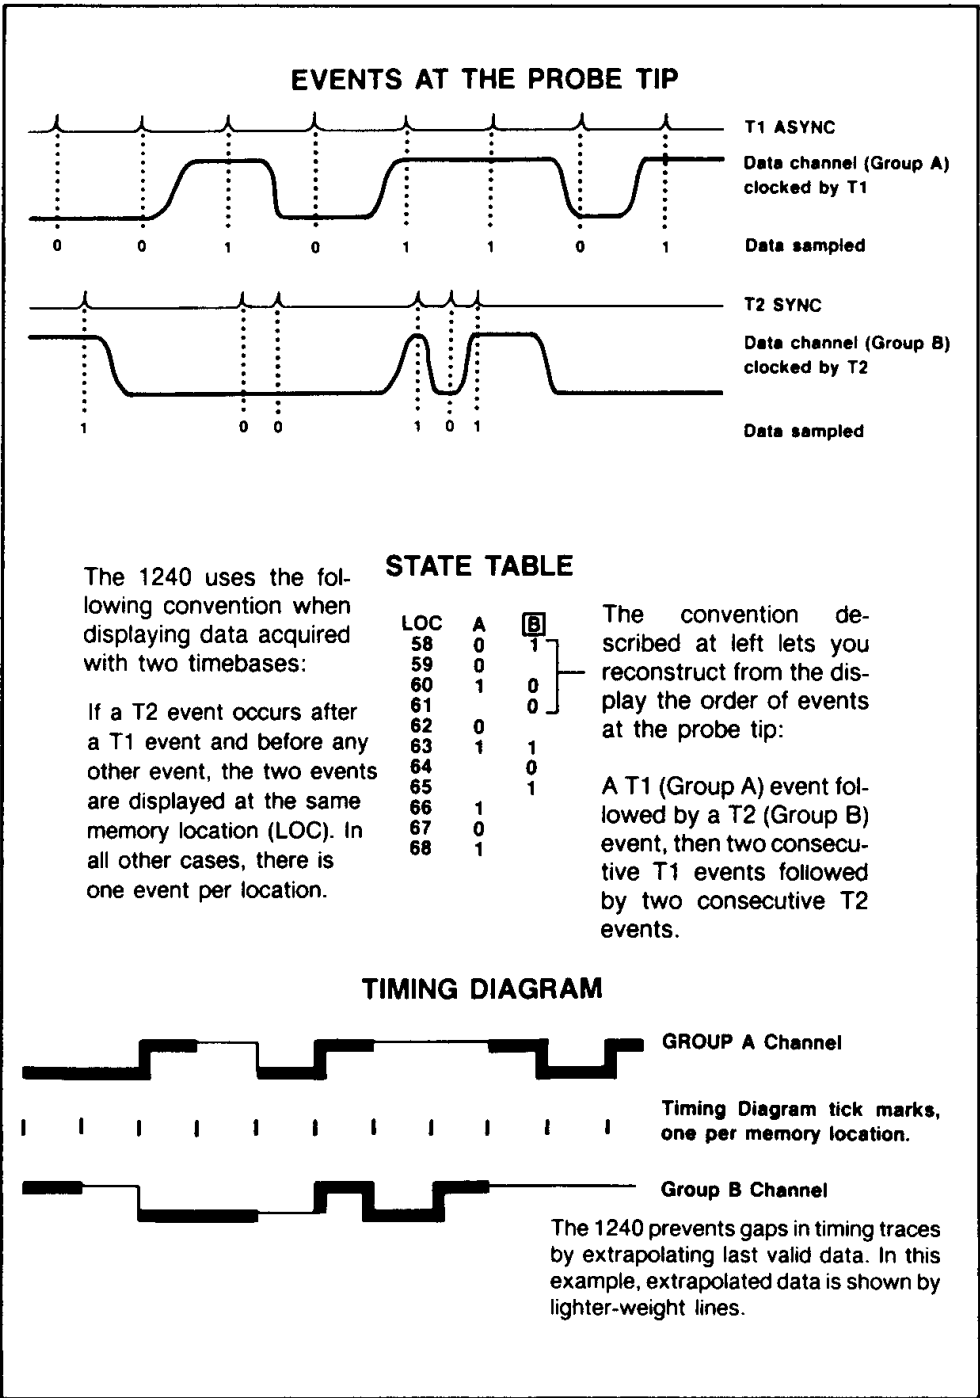 EVENTS AT THE PROBE TIP
T1 ASYNC
Data channel (Group A)
clocked by T1
0 0 1 0 1 1 0 1
Data sampled
T2 SYNC
Data channel (Group B)
clocked by T2
1 0 0 1 0 1
Data sampled
The 1240 uses the fol-
lowing convention when
displaying data acquired
with two timebases:
If a T2 event occurs after
a T1 event and before any
other event, the two events
are displayed at the same
memory location (LOC). In
all other cases, there is
one event per location.
STATE TABLE
LOC A B
58 0 1
59 0
60 1 0
61 0
62 0
63 1 1
64 0
65 1
66 1
67 0
68 1
The convention de-
scribed at left lets you
reconstruct from the dis-
play the order of events
at the probe tip:
A T1 (Group A) event fol-
lowed by a T2 (Group B)
event, then two consecu-
tive T1 events followed
by two consecutive T2
events.
TIMING DIAGRAM
GROUP A Channel
Timing Diagram tick marks,
one per memory location.
Group B Channel
The 1240 prevents gaps in timing traces
by extrapolating last valid data. In this
example, extrapolated data is shown by
lighter-weight lines.